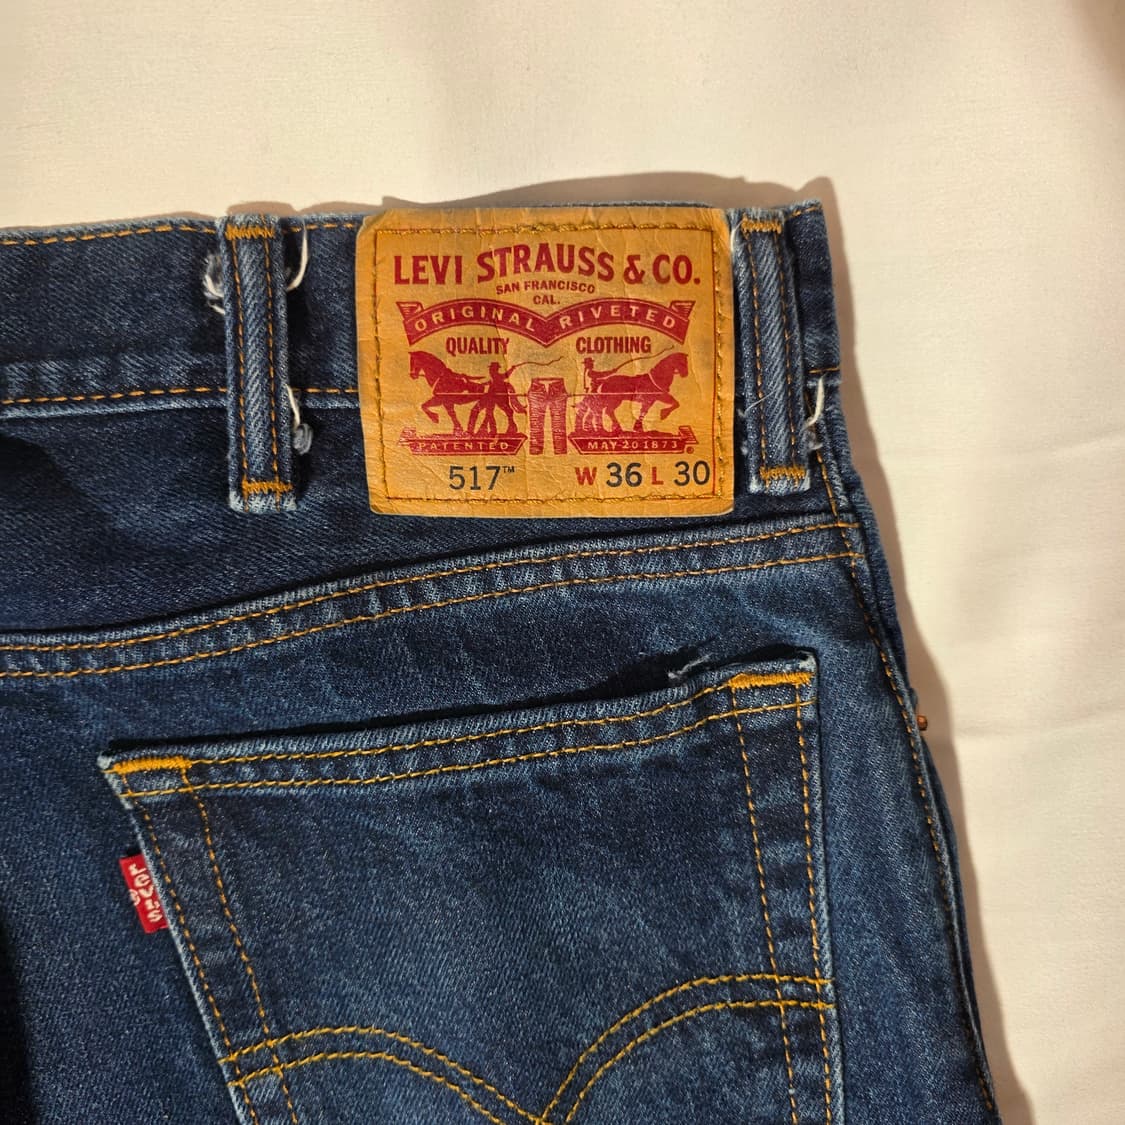 LEVI STRAUSS & CO.
SAN FRANCISCO
CAL.
ORIGINAL RIVETED
QUALITY CLOTHING
PATENTED MAY 20 1873 ®
517™ W 36 L 30
LEVI'S